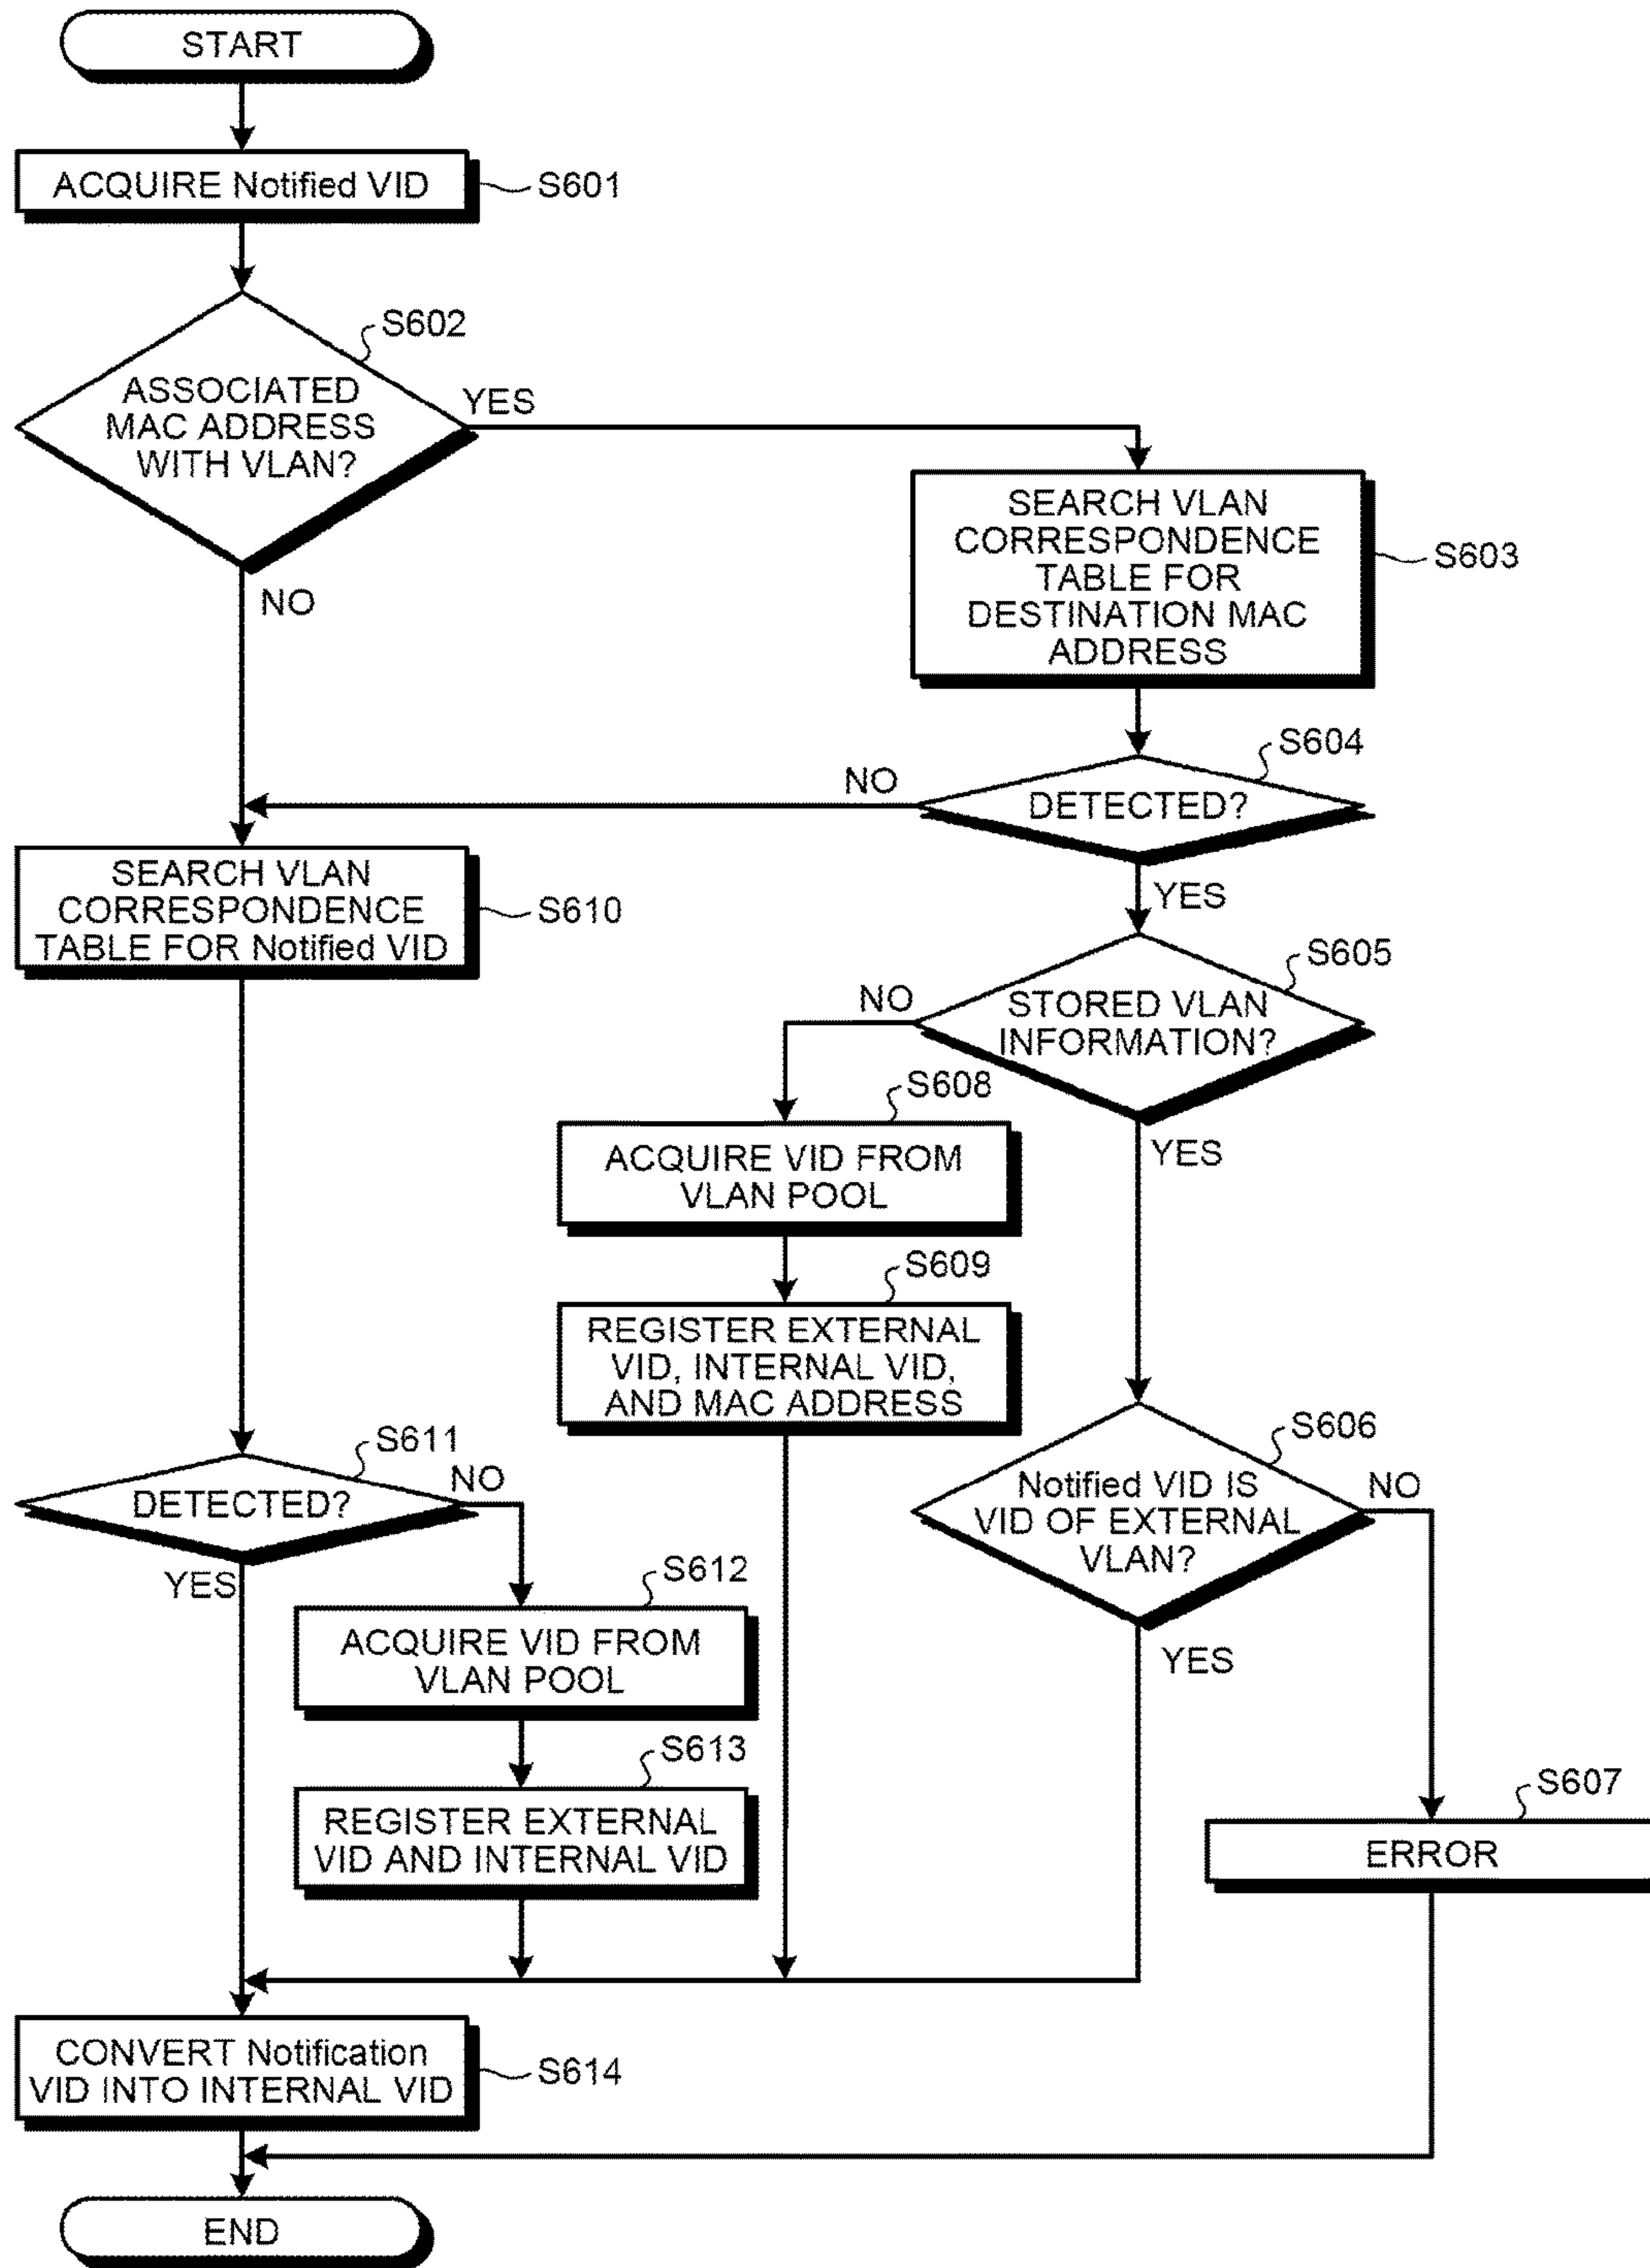 START
ACQUIRE Notified VID
S601
S602
ASSOCIATED
MAC ADDRESS
WITH VLAN?
YES
NO
SEARCH VLAN
CORRESPONDENCE
TABLE FOR
DESTINATION MAC
ADDRESS
S603
S604
DETECTED?
NO
YES
SEARCH VLAN
CORRESPONDENCE
TABLE FOR Notified VID
S610
S605
STORED VLAN
INFORMATION?
NO
YES
S608
ACQUIRE VID FROM
VLAN POOL
S609
REGISTER EXTERNAL
VID, INTERNAL VID,
AND MAC ADDRESS
S606
Notified VID IS
VID OF EXTERNAL
VLAN?
NO
YES
S611
DETECTED?
NO
YES
S612
ACQUIRE VID FROM
VLAN POOL
S613
REGISTER EXTERNAL
VID AND INTERNAL VID
S607
ERROR
CONVERT Notification
VID INTO INTERNAL VID
S614
END